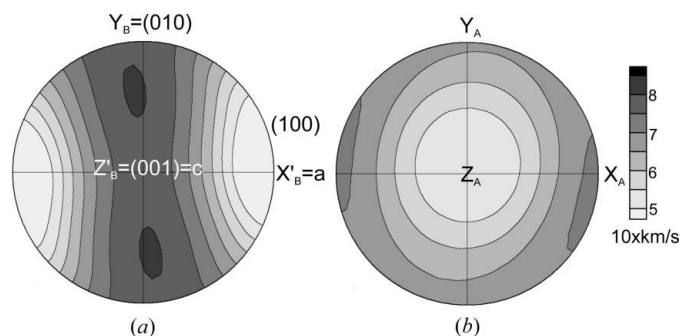 Y_B=(010)
Y_A
(100)
Z'_B=(001)=c
X'_B=a
Z_A
X_A
8
7
6
5
10xkm/s
(a)
(b)